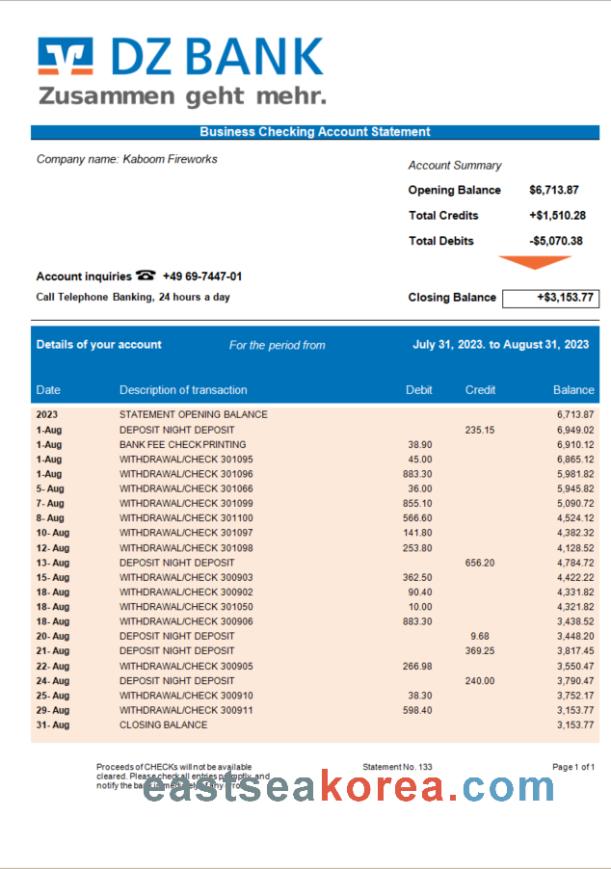 DZ BANK
Zusammen geht mehr.
Business Checking Account Statement
Company name: Kaboom Fireworks
Account Summary
Opening Balance $6,713.87
Total Credits +$1,510.28
Total Debits -$5,070.38
Account inquiries ☎ +49 69-7447-01
Call Telephone Banking, 24 hours a day
Closing Balance +$3,153.77
Details of your account For the period from July 31, 2023. to August 31, 2023
Date Description of transaction Debit Credit Balance
2023 STATEMENT OPENING BALANCE 6,713.87
1-Aug DEPOSIT NIGHT DEPOSIT 235.15 6,949.02
1-Aug BANK FEE CHECK PRINTING 38.90 6,910.12
1-Aug WITHDRAWAL/CHECK 301095 45.00 6,865.12
1-Aug WITHDRAWAL/CHECK 301096 883.30 5,981.82
5- Aug WITHDRAWAL/CHECK 301066 36.00 5,945.82
7- Aug WITHDRAWAL/CHECK 301099 855.10 5,090.72
8- Aug WITHDRAWAL/CHECK 301100 566.60 4,524.12
10- Aug WITHDRAWAL/CHECK 301097 141.80 4,382.32
12- Aug WITHDRAWAL/CHECK 301098 253.80 4,128.52
13- Aug DEPOSIT NIGHT DEPOSIT 656.20 4,784.72
15- Aug WITHDRAWAL/CHECK 300903 362.50 4,422.22
18- Aug WITHDRAWAL/CHECK 300902 90.40 4,331.82
18- Aug WITHDRAWAL/CHECK 301050 10.00 4,321.82
18- Aug WITHDRAWAL/CHECK 300906 883.30 3,438.52
20- Aug DEPOSIT NIGHT DEPOSIT 9.68 3,448.20
21- Aug DEPOSIT NIGHT DEPOSIT 369.25 3,817.45
22- Aug WITHDRAWAL/CHECK 300905 266.98 3,550.47
24- Aug DEPOSIT NIGHT DEPOSIT 240.00 3,790.47
25- Aug WITHDRAWAL/CHECK 300910 38.30 3,752.17
29- Aug WITHDRAWAL/CHECK 300911 598.40 3,153.77
31- Aug CLOSING BALANCE 3,153.77
Proceeds of CHECKs will not be available
cleared. Please check all entries promptly, and
notify the bank immediately of any
Statement No. 133
Page 1 of 1
eastseakorea.com